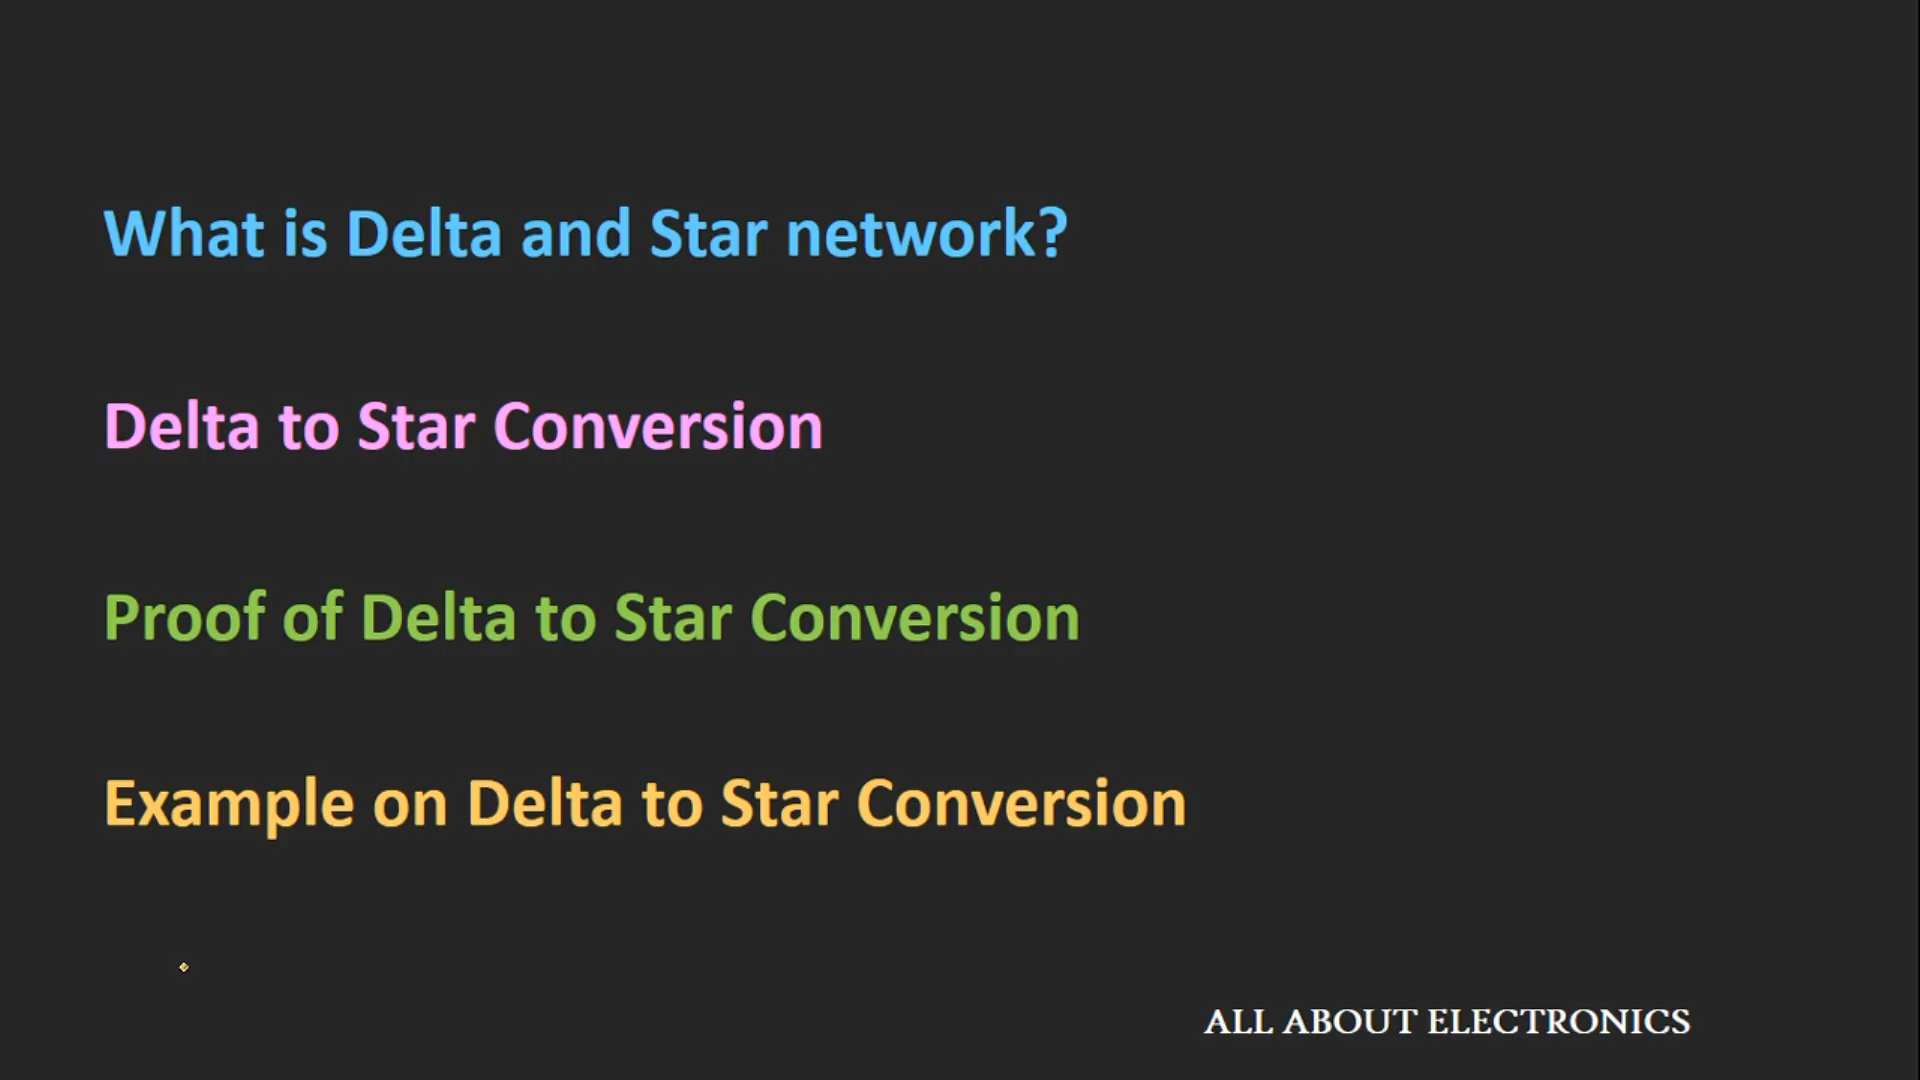 What is Delta and Star network?
Delta to Star Conversion
Proof of Delta to Star Conversion
Example on Delta to Star Conversion
ALL ABOUT ELECTRONICS